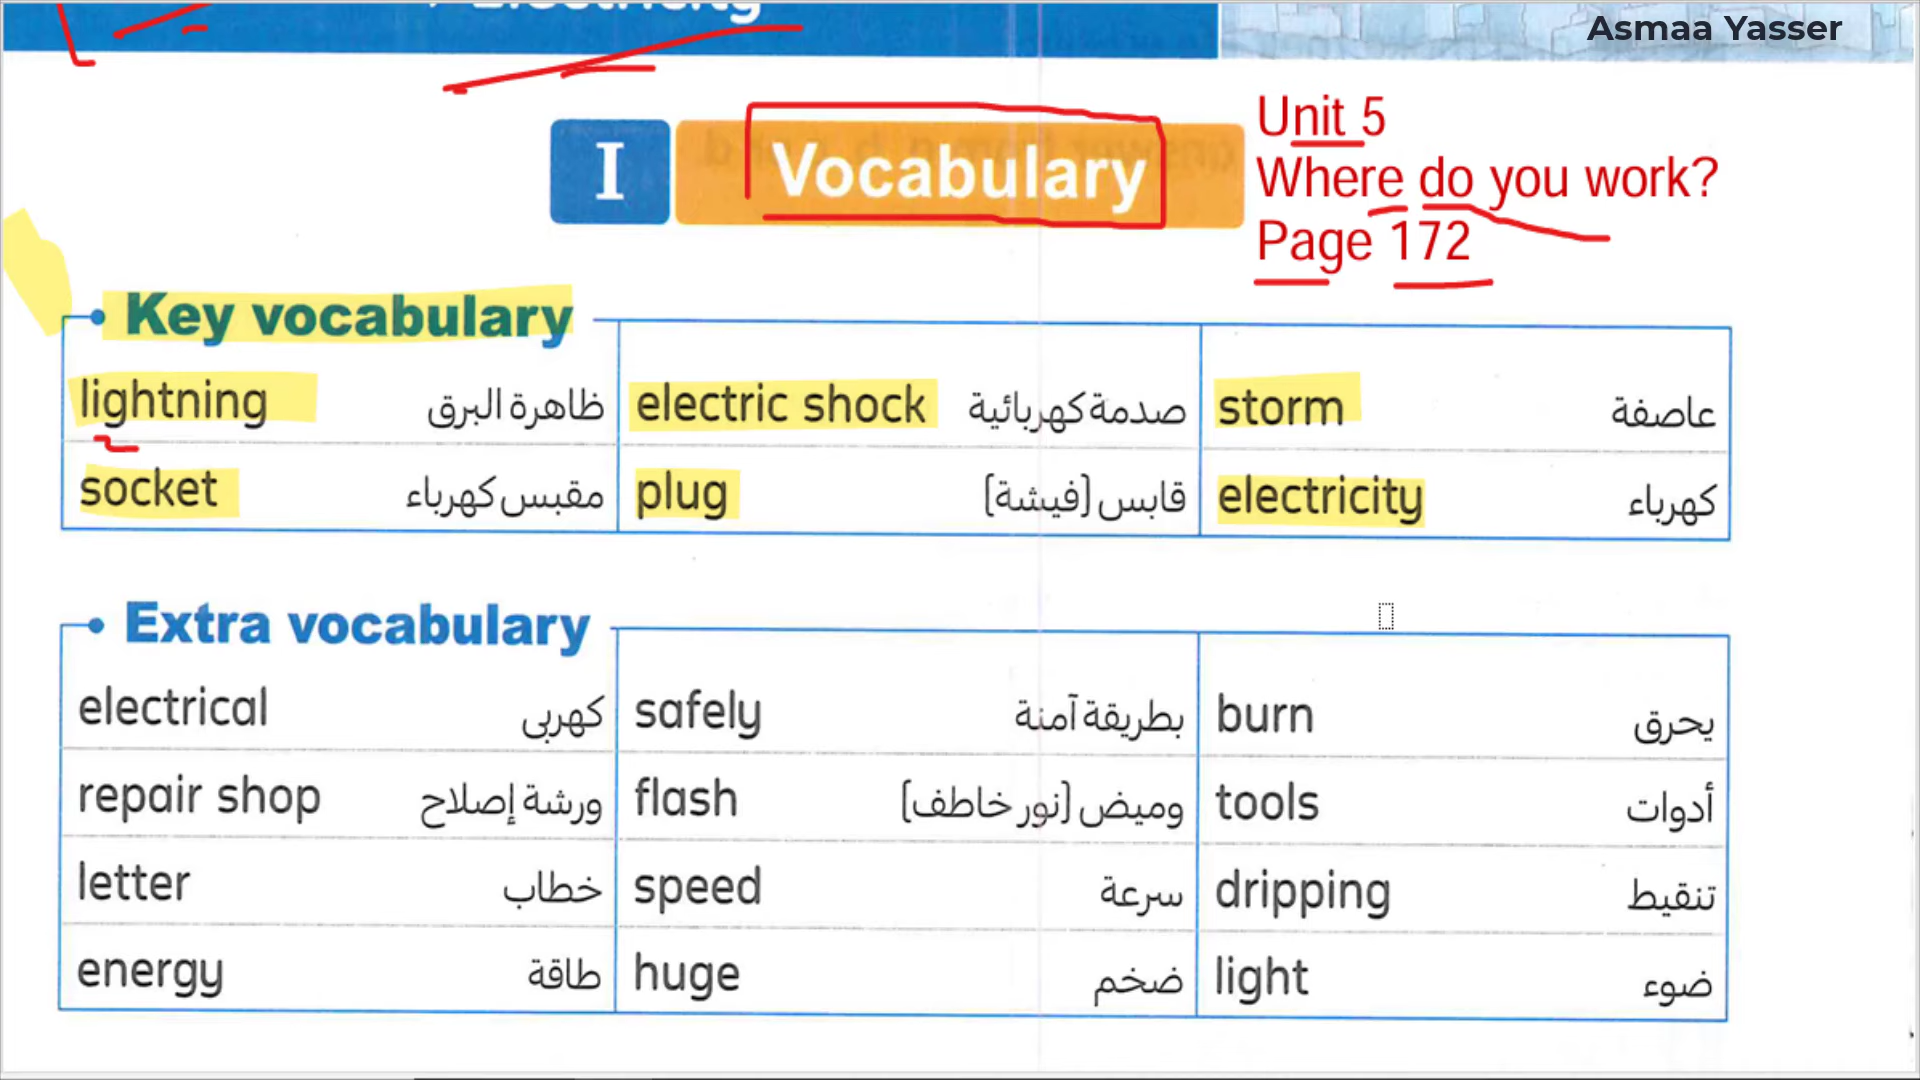 Electricity
Asmaa Yasser
I Vocabulary
Unit 5
Where do you work?
Page 172
Key vocabulary
lightning ظاهرة البرق electric shock صدمة كهربائية storm عاصفة
socket مقبس كهرباء plug قابس (فيشة) electricity كهرباء
Extra vocabulary
electrical كهربى safely بطريقة آمنة burn يحرق
repair shop ورشة إصلاح flash وميض (نور خاطف) tools أدوات
letter خطاب speed سرعة dripping تنقيط
energy طاقة huge ضخم light ضوء